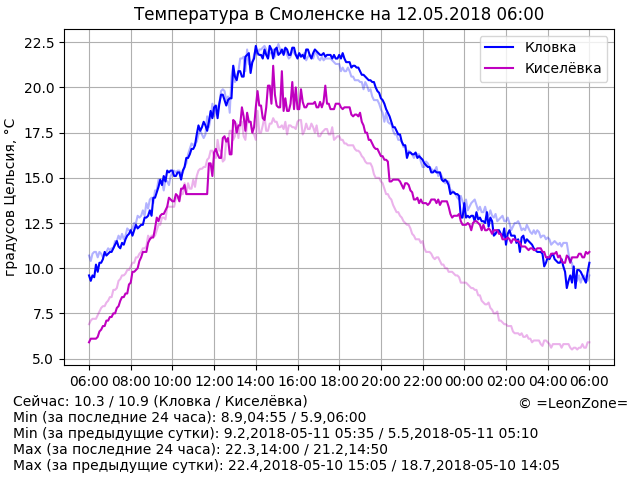 Температура в Смоленске на 12.05.2018 06:00
градусов Цельсия, °C
22.5
20.0
17.5
15.0
12.5
10.0
7.5
5.0
Кловка
Киселёвка
06:00 08:00 10:00 12:00 14:00 16:00 18:00 20:00 22:00 00:00 02:00 04:00 06:00
Сейчас: 10.3 / 10.9 (Кловка / Киселёвка)
© =LeonZone=
Min (за последние 24 часа): 8.9,04:55 / 5.9,06:00
Min (за предыдущие сутки): 9.2,2018-05-11 05:35 / 5.5,2018-05-11 05:10
Max (за последние 24 часа): 22.3,14:00 / 21.2,14:50
Max (за предыдущие сутки): 22.4,2018-05-10 15:05 / 18.7,2018-05-10 14:05